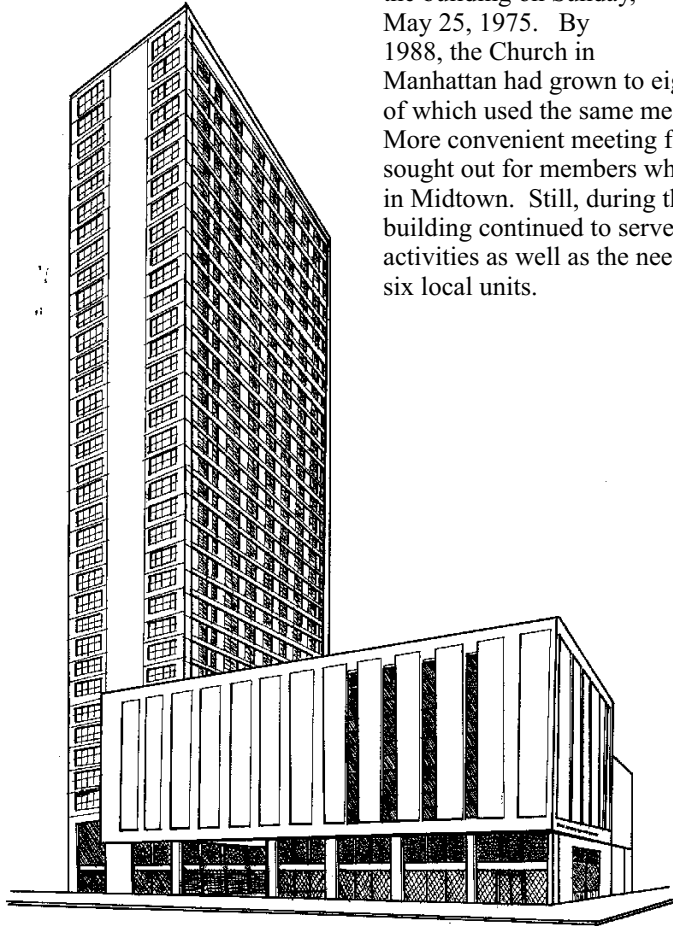 the building on Sunday,
May 25, 1975. By
1988, the Church in
Manhattan had grown to
of which used the same
More convenient meeting
sought out for members
in Midtown. Still, during
building continued to serve
activities as well as the
six local units.